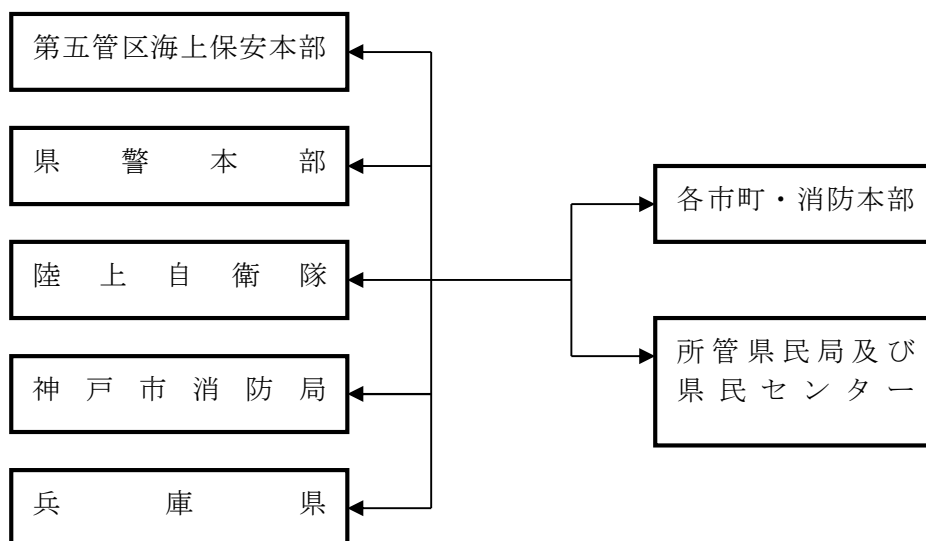 第五管区海上保安本部
県警本部
陸上自衛隊
神戸市消防局
兵庫県
各市町・消防本部
所管県民局及び
県民センター